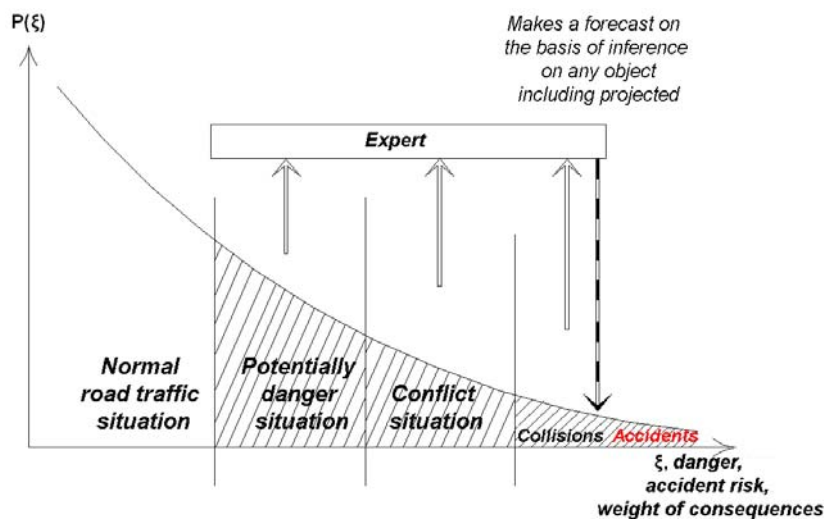 P(ξ)
Makes a forecast on
the basis of inference
on any object
including projected
Expert
Normal
road traffic
situation
Potentially
danger
situation
Conflict
situation
Collisions
Accidents
ξ, danger,
accident risk,
weight of consequences